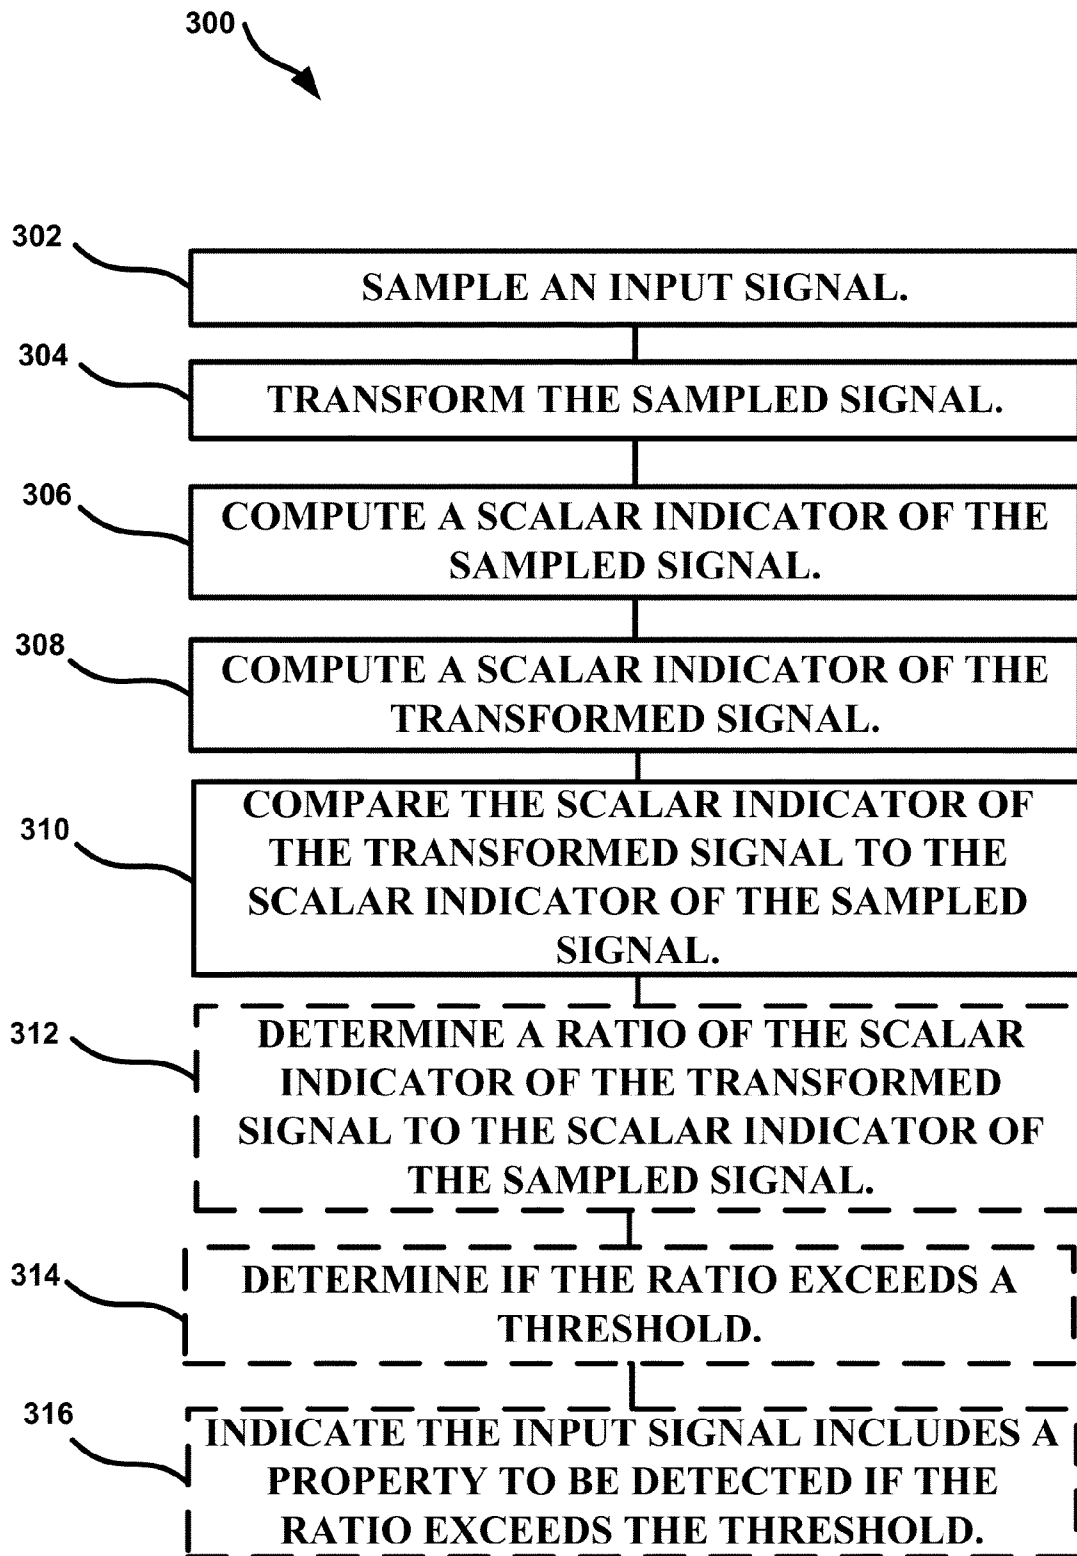 300
302
SAMPLE AN INPUT SIGNAL.
304
TRANSFORM THE SAMPLED SIGNAL.
306
COMPUTE A SCALAR INDICATOR OF THE
SAMPLED SIGNAL.
308
COMPUTE A SCALAR INDICATOR OF THE
TRANSFORMED SIGNAL.
310
COMPARE THE SCALAR INDICATOR OF
THE TRANSFORMED SIGNAL TO THE
SCALAR INDICATOR OF THE SAMPLED
SIGNAL.
312
DETERMINE A RATIO OF THE SCALAR
INDICATOR OF THE TRANSFORMED
SIGNAL TO THE SCALAR INDICATOR OF
THE SAMPLED SIGNAL.
314
DETERMINE IF THE RATIO EXCEEDS A
THRESHOLD.
316
INDICATE THE INPUT SIGNAL INCLUDES A
PROPERTY TO BE DETECTED IF THE
RATIO EXCEEDS THE THRESHOLD.